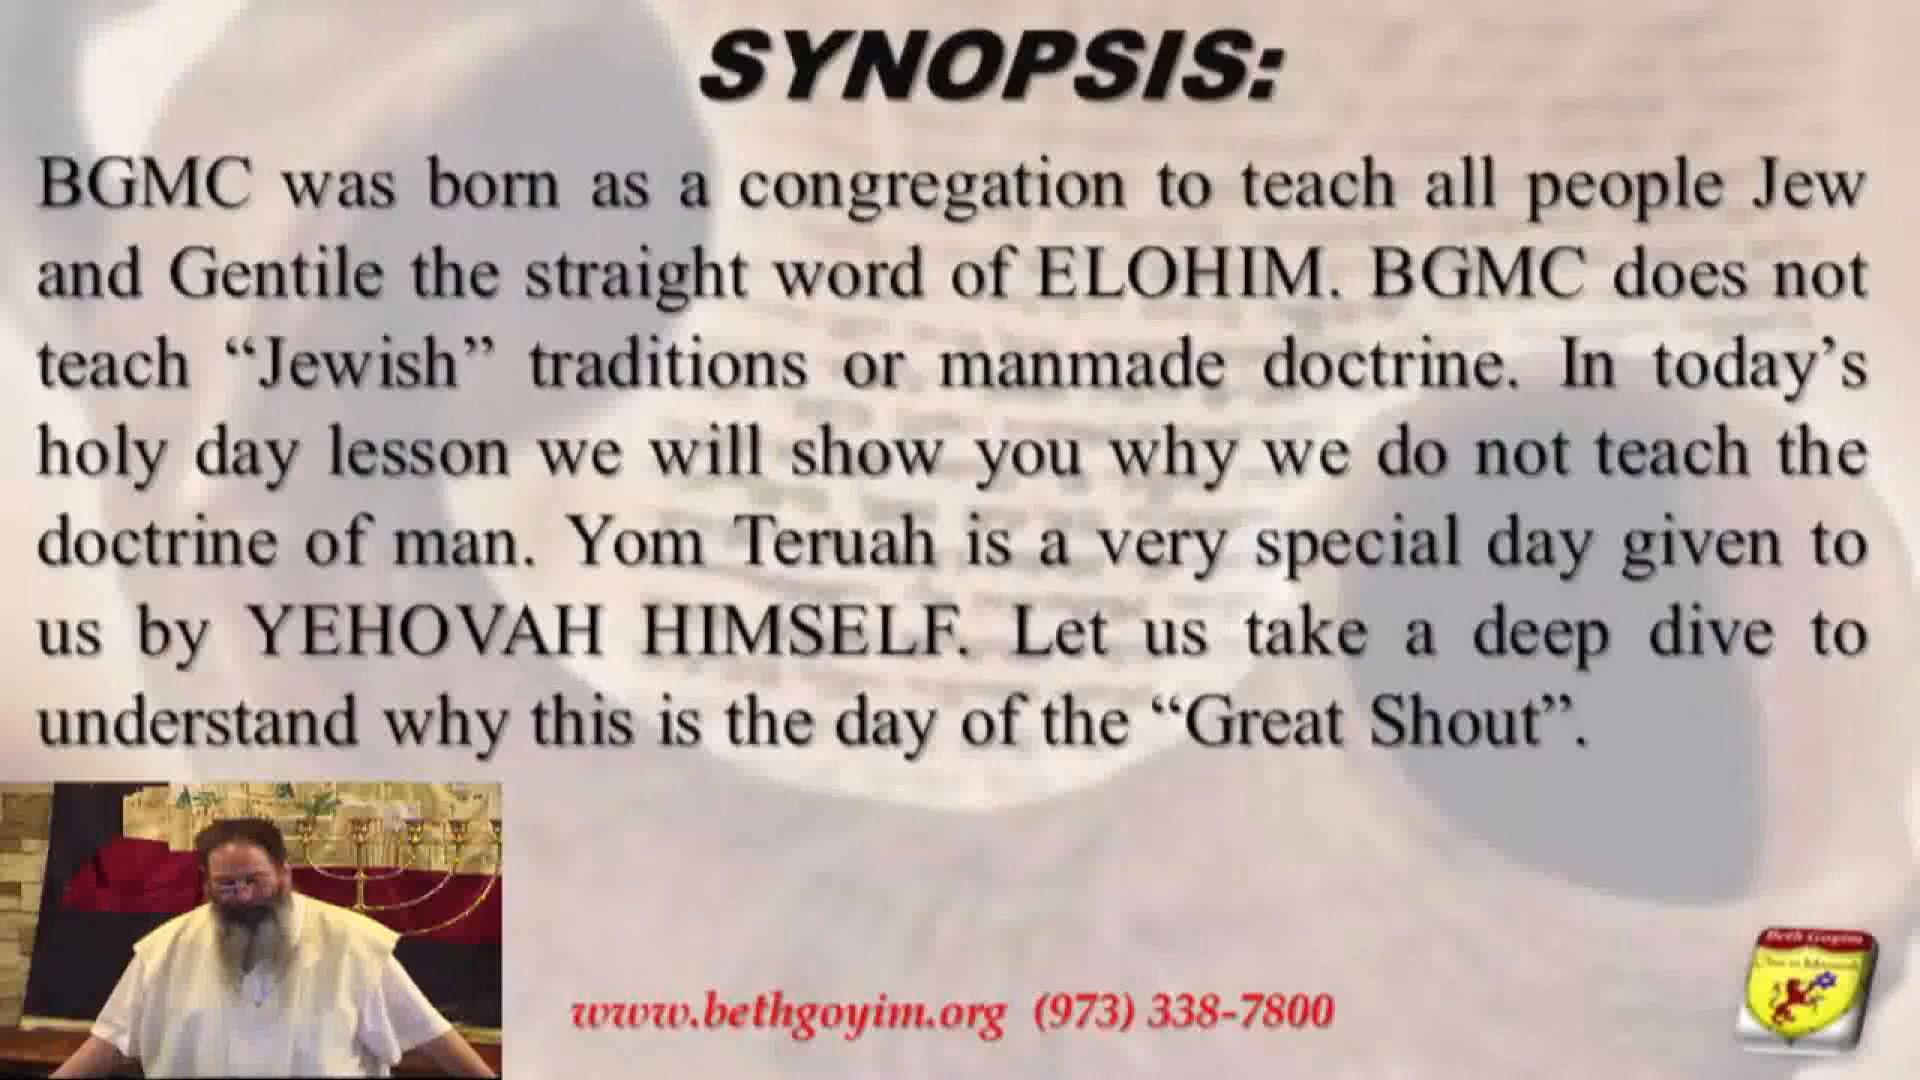 SYNOPSIS:
BGMC was born as a congregation to teach all people Jew
and Gentile the straight word of ELOHIM. BGMC does not
teach “Jewish” traditions or manmade doctrine. In today’s
holy day lesson we will show you why we do not teach the
doctrine of man. Yom Teruah is a very special day given to
us by YEHOVAH HIMSELF. Let us take a deep dive to
understand why this is the day of the “Great Shout”.
www.bethgoyim.org (973) 338-7800
Beth Goyim